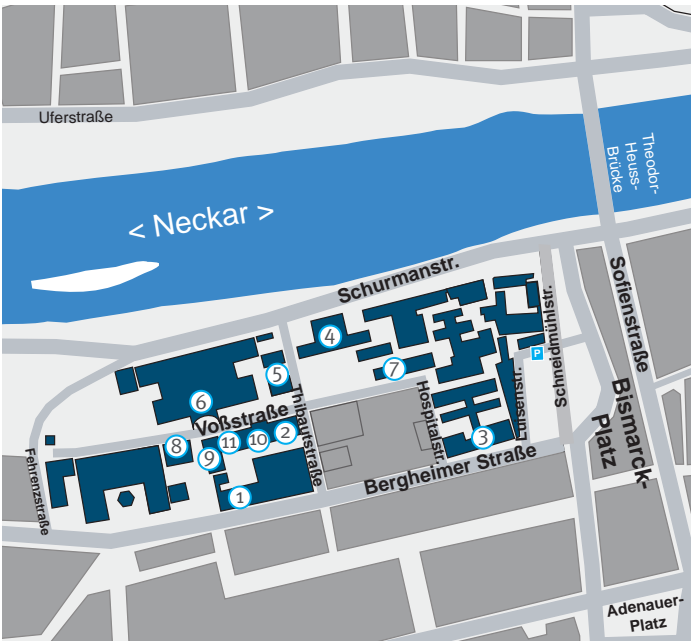 Uferstraße
Theodor-
Heuss-
Brücke
< Neckar >
Schurmanstr.
Sofienstraße
Schneidmühlstr.
4
P
5
7
Luisenstr.
Bismarck-
Platz
6
Thibautstraße
Hospitalstr.
Voßstraße
2
3
8
11
10
9
Fehrenzstraße
Bergheimer Straße
1
Adenauer-
Platz